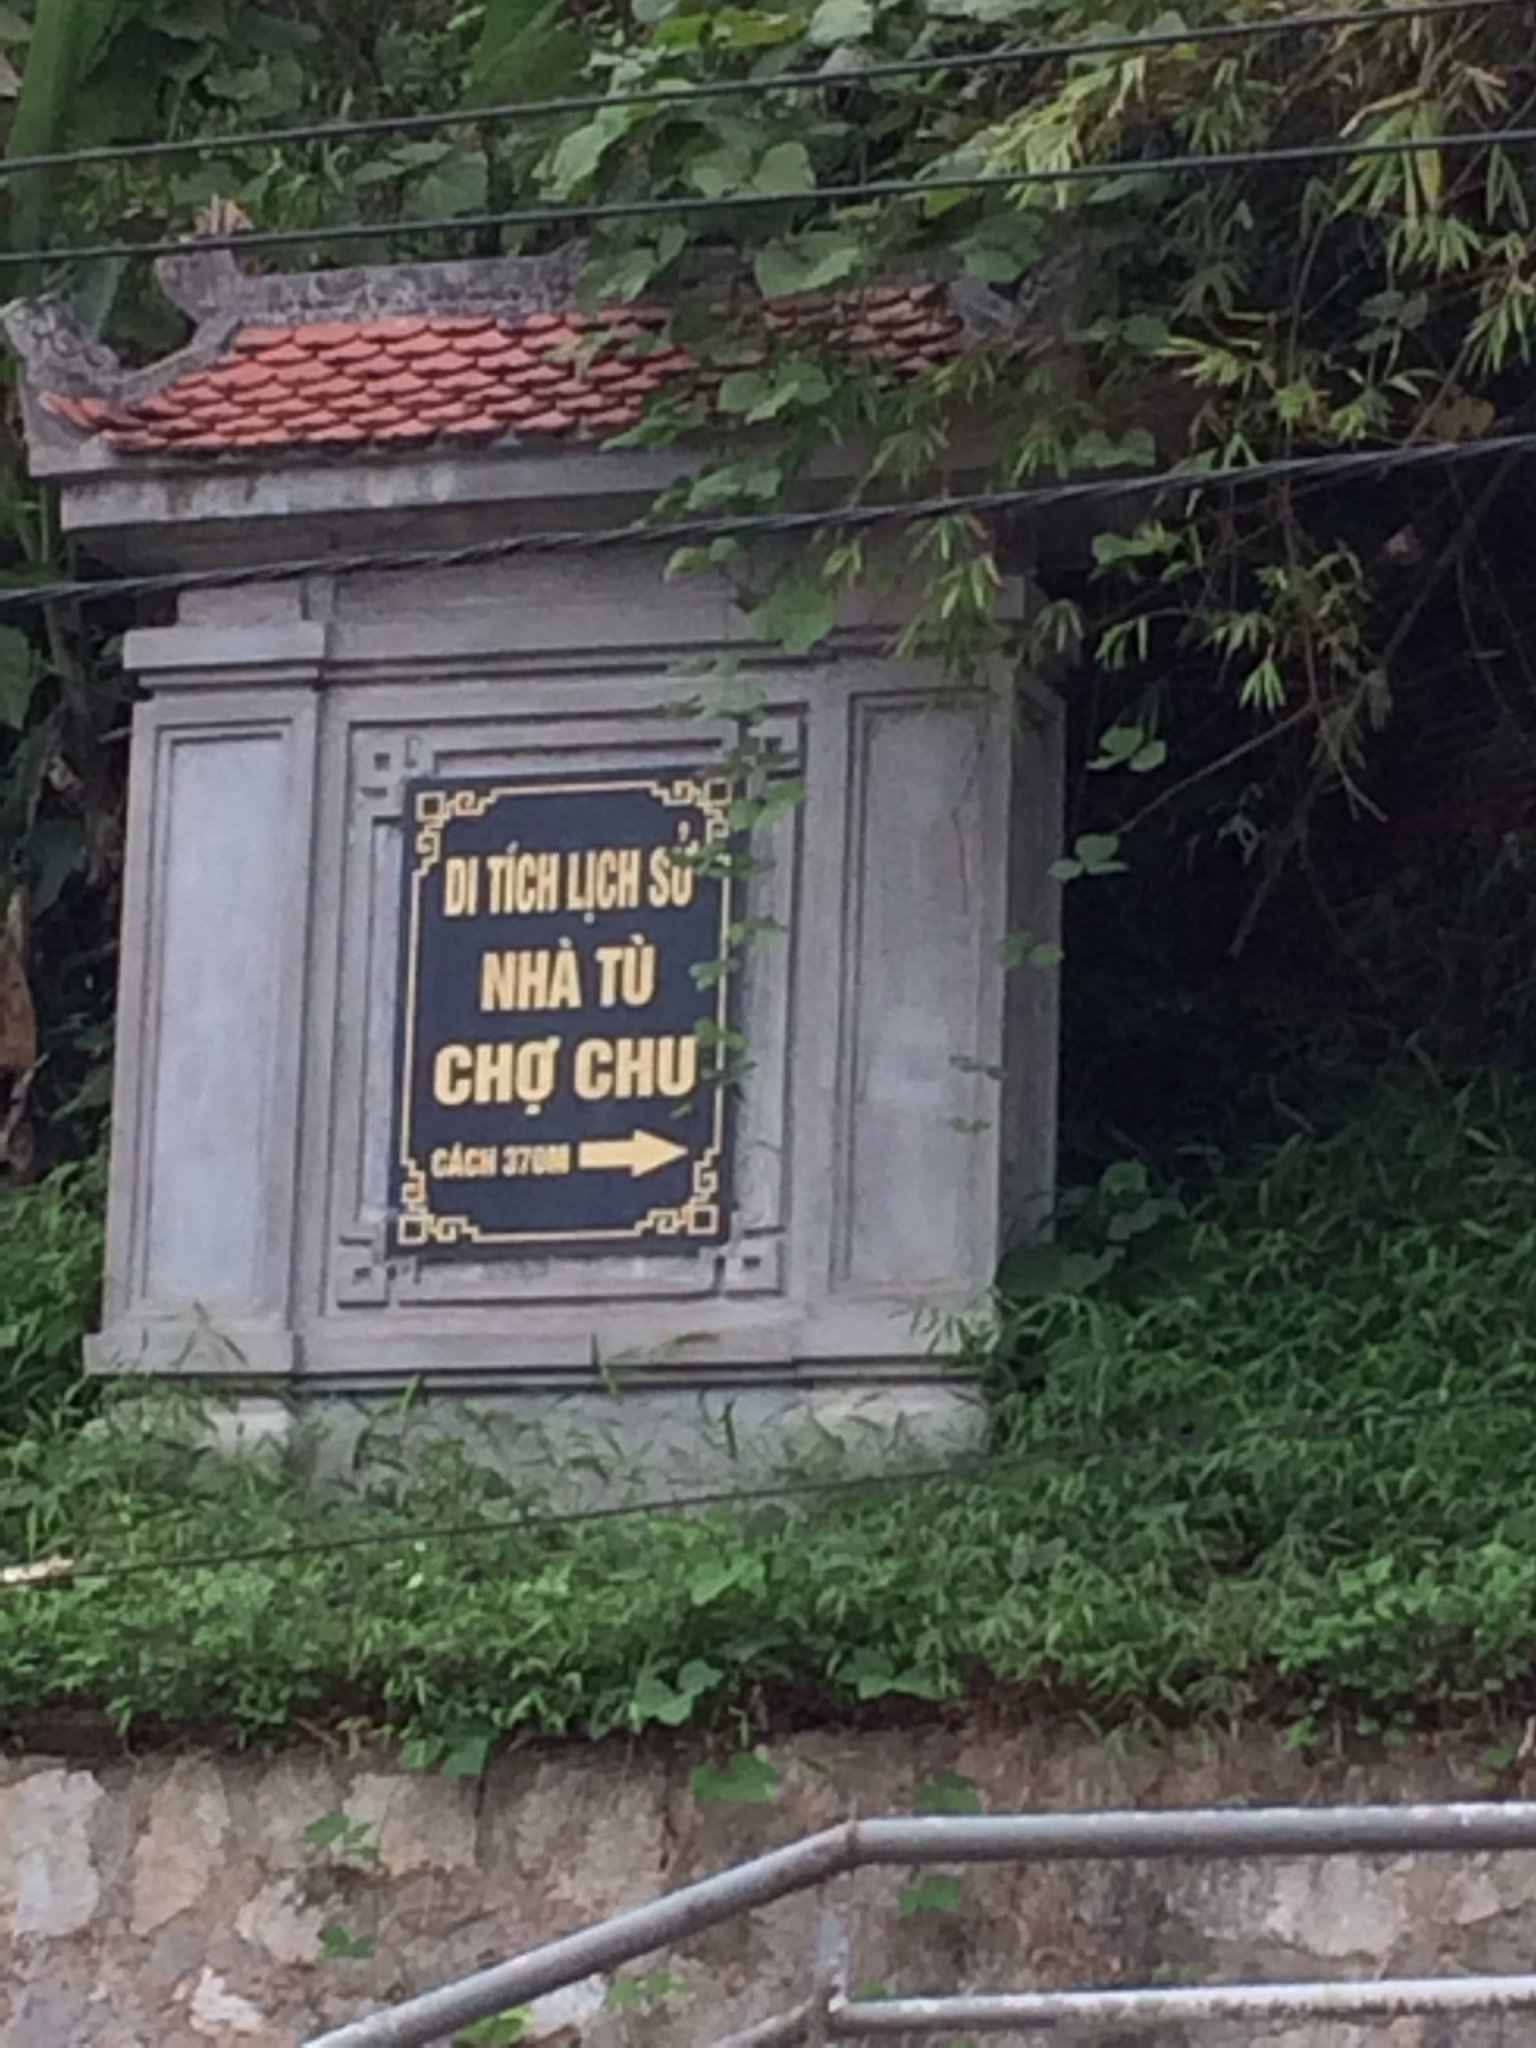 DI TÍCH LỊCH SỬ
NHÀ TÙ
CHỢ CHU
CÁCH 370M